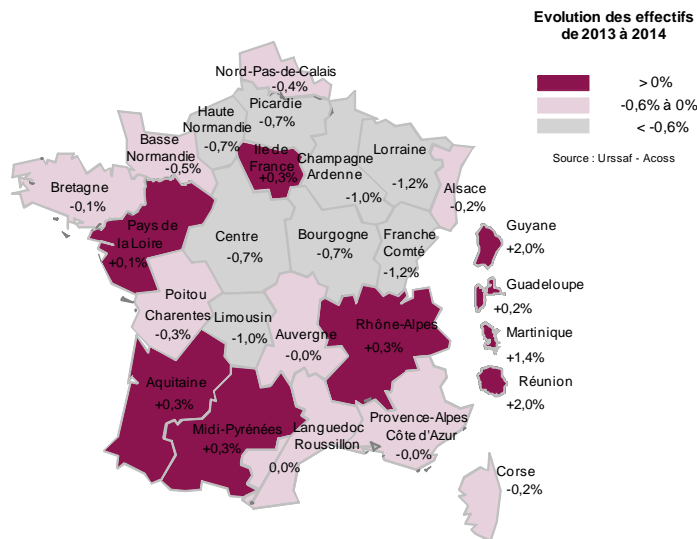 Evolution des effectifs
de 2013 à 2014
> 0%
-0,6% à 0%
< -0,6%
Source : Urssaf - Acoss
Nord-Pas-de-Calais
-0,4%
Picardie
-0,7%
Haute
Normandie
-0,7%
Basse
Normandie
-0,5%
Ile de
France
+0,3%
Champagne
Ardenne
-1,0%
Lorraine
-1,2%
Alsace
-0,2%
Bretagne
-0,1%
Pays de
la Loire
+0,1%
Centre
-0,7%
Bourgogne
-0,7%
Franche
Comté
-1,2%
Poitou
Charentes
-0,3%
Limousin
-1,0%
Auvergne
-0,0%
Rhône-Alpes
+0,3%
Aquitaine
+0,3%
Midi-Pyrénées
+0,3%
Languedoc
Roussillon
0,0%
Provence-Alpes
Côte d'Azur
-0,0%
Corse
-0,2%
Guyane
+2,0%
Guadeloupe
+0,2%
Martinique
+1,4%
Réunion
+2,0%